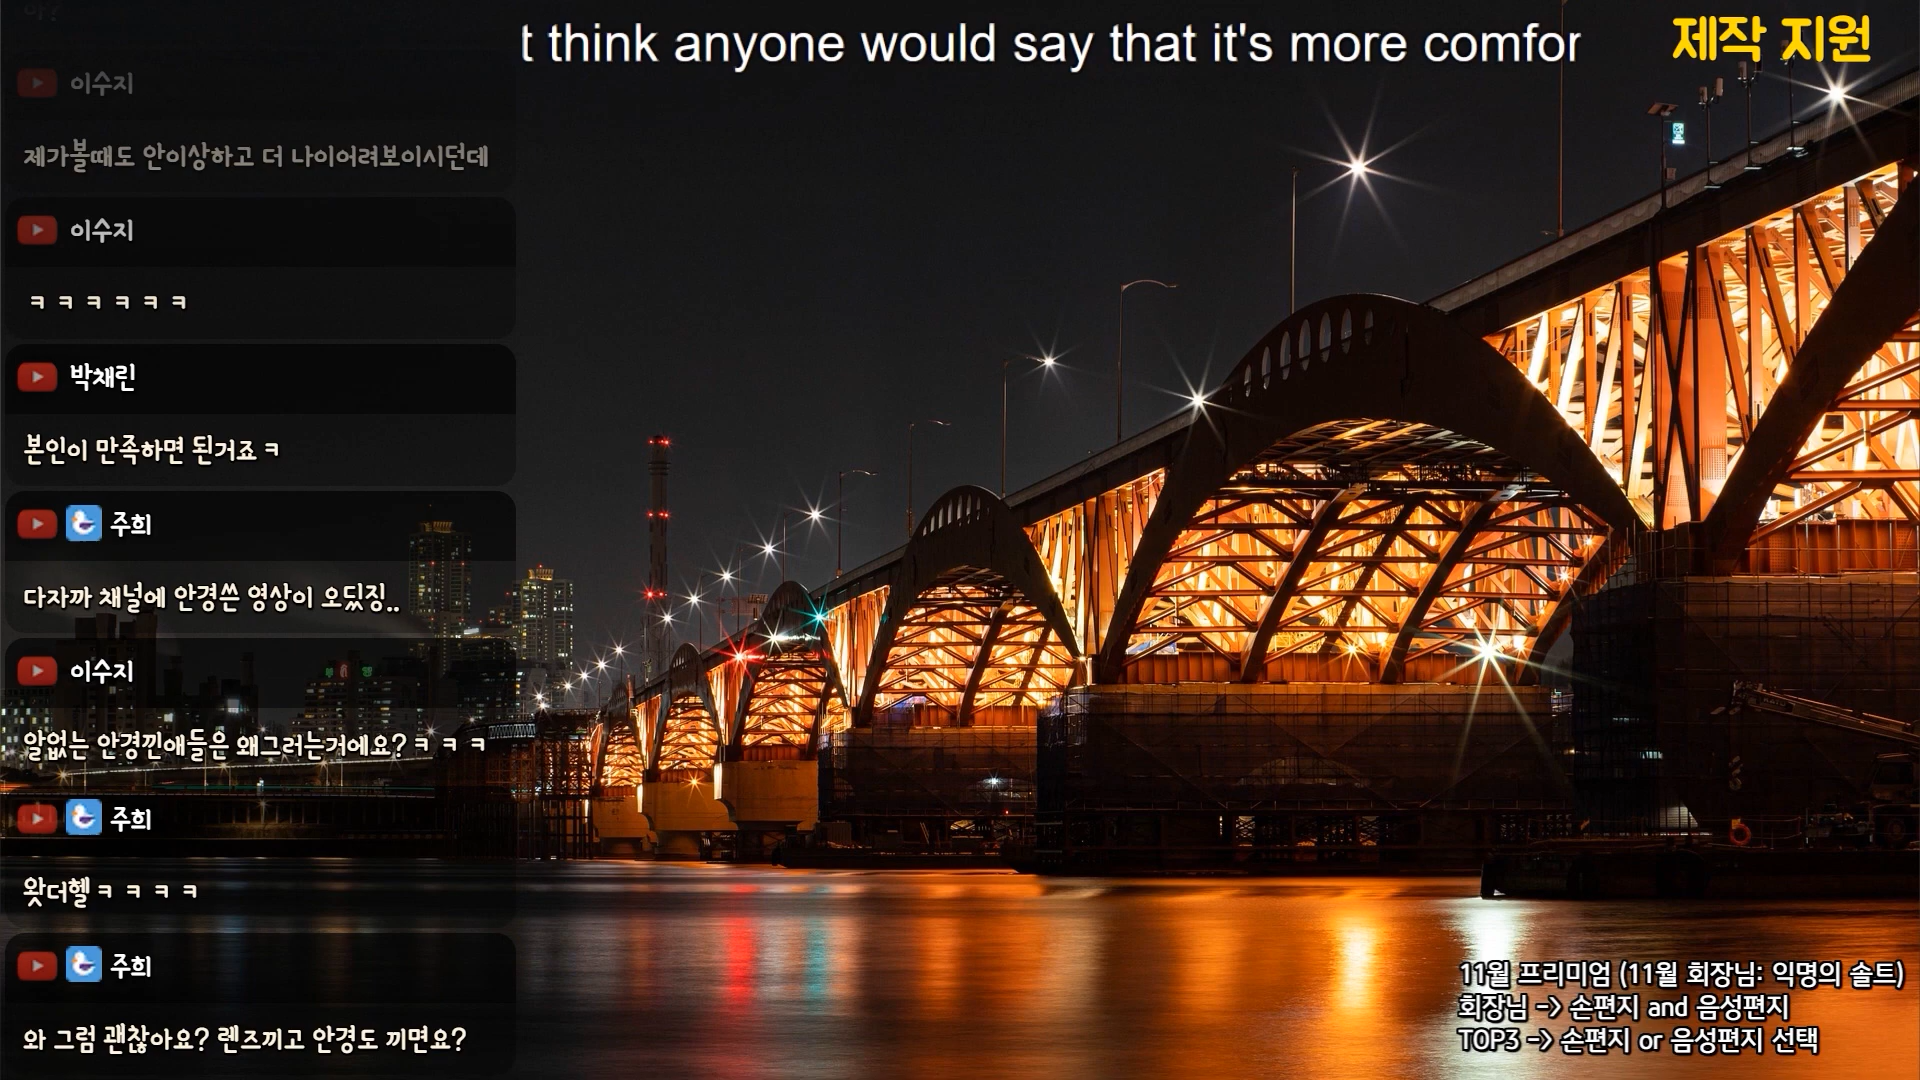 t think anyone would say that it's more comfor
제작 지원
이수지
제가볼때도 안이상하고 더 나이어려보이시던데
이수지
ㅋㅋㅋㅋㅋㅋ
박채린
본인이 만족하면 된거죠 ㅋ
주희
다자까 채널에 안경쓴 영상이 오딨징..
이수지
알없는 안경낀애들은 왜그러는거에요? ㅋㅋㅋ
주희
왓더헬 ㅋㅋㅋㅋ
주희
와 그럼 괜찮아요? 렌즈끼고 안경도 끼면요?
11월 프리미엄 (11월 회장님: 익명의 솔트)
회장님 -> 손편지 and 음성편지
TOP3 -> 손편지 or 음성편지 선택